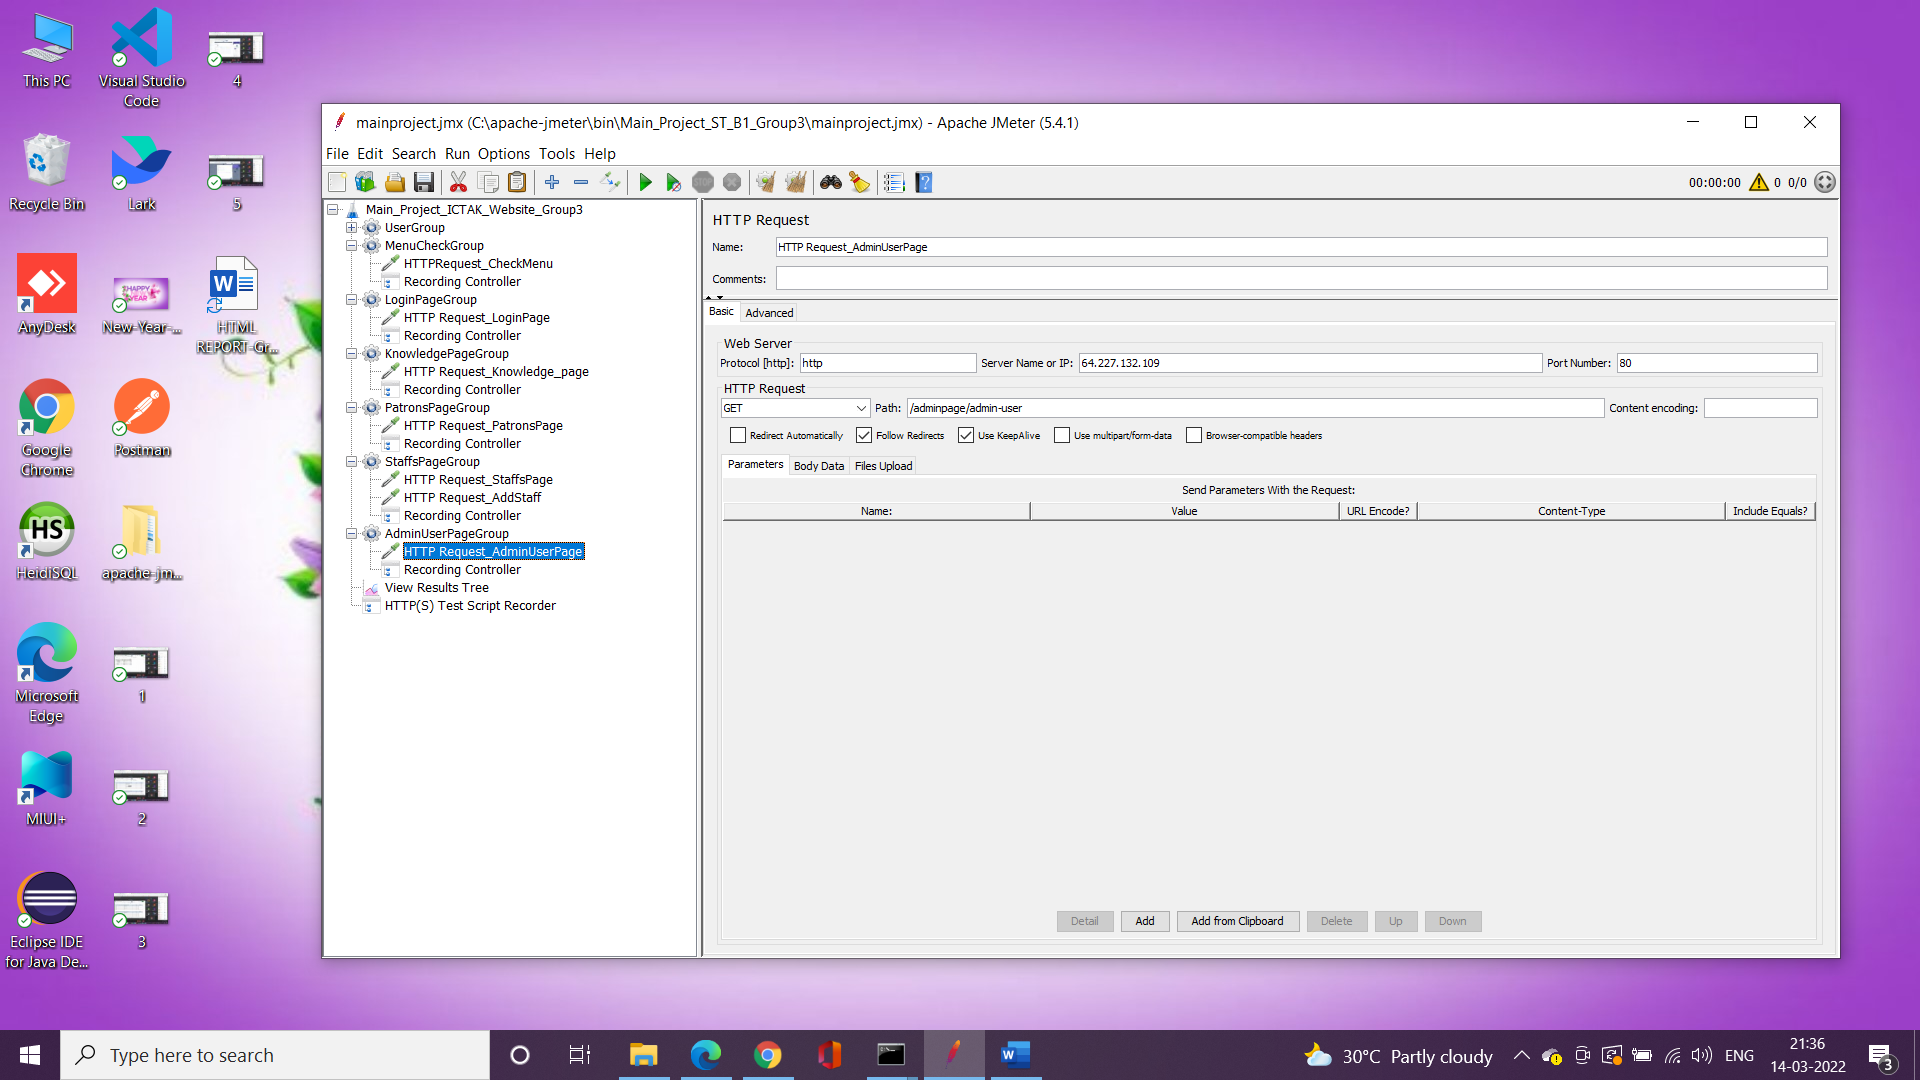 This PC
Visual Studio
Code
4
Recycle Bin
Lark
5
AnyDesk
New-Year-...
HTML
REPORT-Gr...
Google
Chrome
Postman
HeidiSQL
apache-jm...
Microsoft
Edge
1
MIUI+
2
Eclipse IDE
for Java De...
3
HAPPY
YEAR
HS
mainproject.jmx (C:\apache-jmeter\bin\Main_Project_ST_B1_Group3\mainproject.jmx) - Apache JMeter (5.4.1)
File Edit Search Run Options Tools Help
STOP
00:00:00 0 0/0
Main_Project_ICTAK_Website_Group3
UserGroup
MenuCheckGroup
HTTPRequest_CheckMenu
Recording Controller
LoginPageGroup
HTTP Request_LoginPage
Recording Controller
KnowledgePageGroup
HTTP Request_Knowledge_page
Recording Controller
PatronsPageGroup
HTTP Request_PatronsPage
Recording Controller
StaffsPageGroup
HTTP Request_StaffsPage
HTTP Request_AddStaff
Recording Controller
AdminUserPageGroup
HTTP Request_AdminUserPage
Recording Controller
View Results Tree
HTTP(S) Test Script Recorder
HTTP Request
Name: HTTP Request_AdminUserPage
Comments:
Basic Advanced
Web Server
Protocol [http]: http Server Name or IP: 64.227.132.109 Port Number: 80
HTTP Request
GET Path: /adminpage/admin-user Content encoding:
Redirect Automatically Follow Redirects Use KeepAlive Use multipart/form-data Browser-compatible headers
Parameters Body Data Files Upload
Send Parameters With the Request:
Name: Value URL Encode? Content-Type Include Equals?
Detail Add Add from Clipboard Delete Up Down
Type here to search
30°C Partly cloudy
ENG
21:36
14-03-2022
3